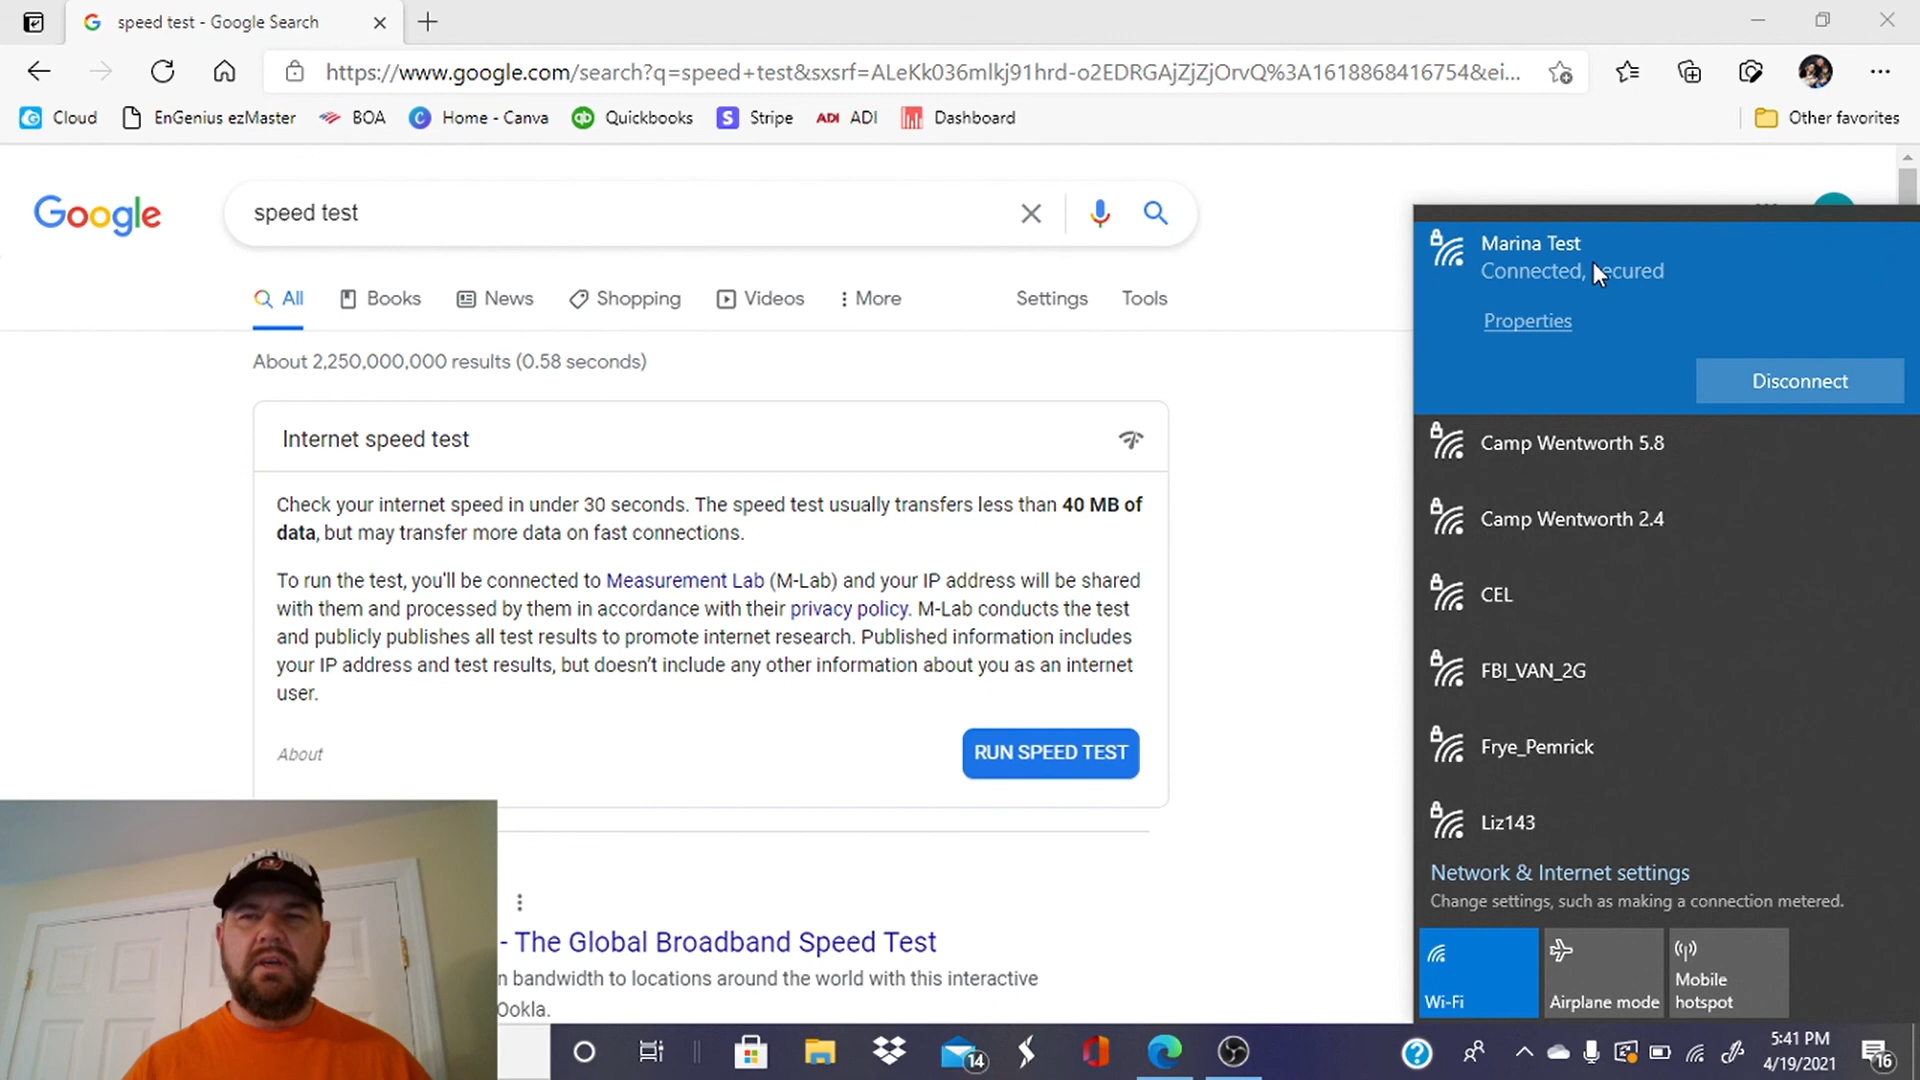 speed test - Google Search
https://www.google.com/search?q=speed+test&sxsrf=ALeKk036mlkj91hrd-o2EDRGAjZjZjOrvQ%3A1618868416754&ei...
Cloud EnGenius ezMaster BOA Home - Canva Quickbooks Stripe ADI ADI Dashboard Other favorites
Google speed test
All Books News Shopping Videos More Settings Tools
About 2,250,000,000 results (0.58 seconds)
Internet speed test
Check your internet speed in under 30 seconds. The speed test usually transfers less than 40 MB of
data, but may transfer more data on fast connections.
To run the test, you'll be connected to Measurement Lab (M-Lab) and your IP address will be shared
with them and processed by them in accordance with their privacy policy. M-Lab conducts the test
and publicly publishes all test results to promote internet research. Published information includes
your IP address and test results, but doesn't include any other information about you as an internet
user.
About
RUN SPEED TEST
- The Global Broadband Speed Test
n bandwidth to locations around the world with this interactive
Ookla.
Marina Test
Connected, ecured
Properties
Disconnect
Camp Wentworth 5.8
Camp Wentworth 2.4
CEL
FBI_VAN_2G
Frye_Pemrick
Liz143
Network & Internet settings
Change settings, such as making a connection metered.
Wi-Fi
Airplane mode
Mobile
hotspot
14
5:41 PM
4/19/2021
16